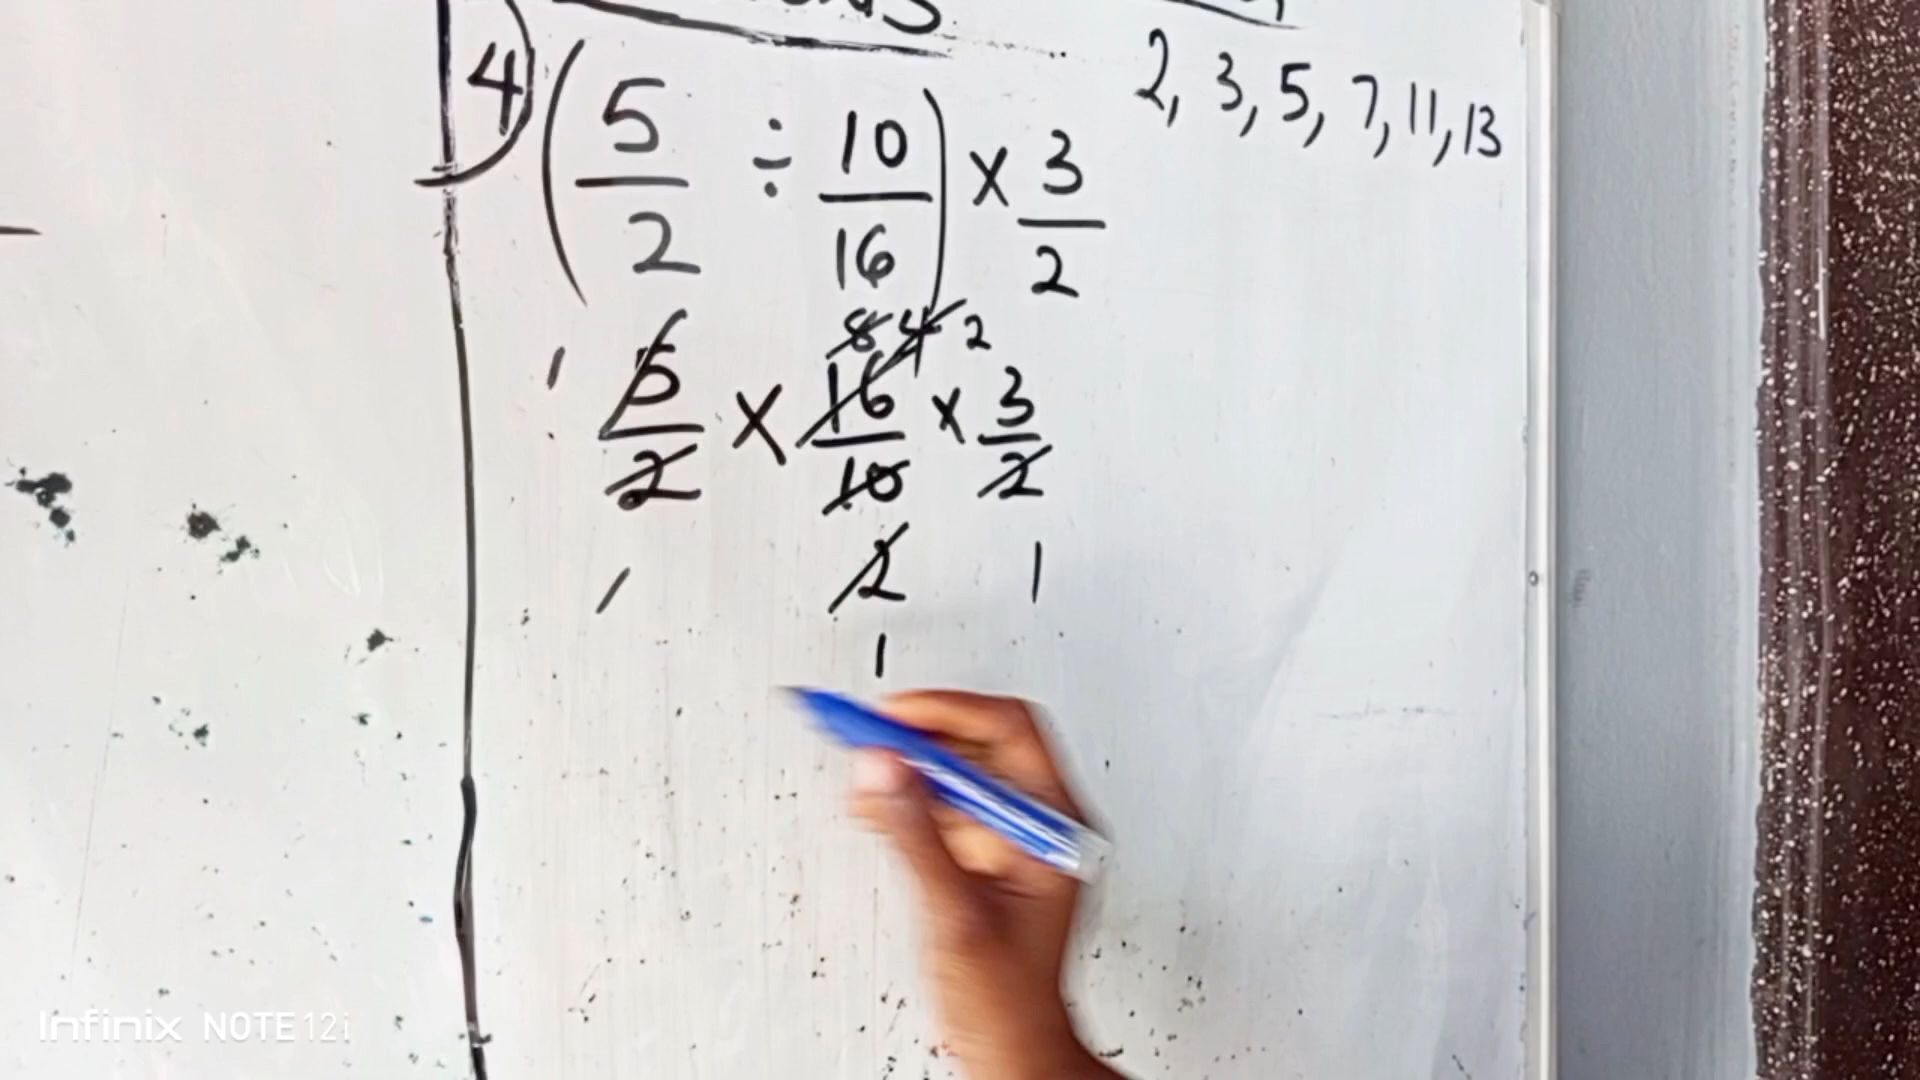 2, 3, 5, 7, 11, 13
4) (5/2 ÷ 10/16) × 3/2
8 4 2
1 5/2 × 16/10 × 3/2
1 2 1
1
Infinix NOTE 12i